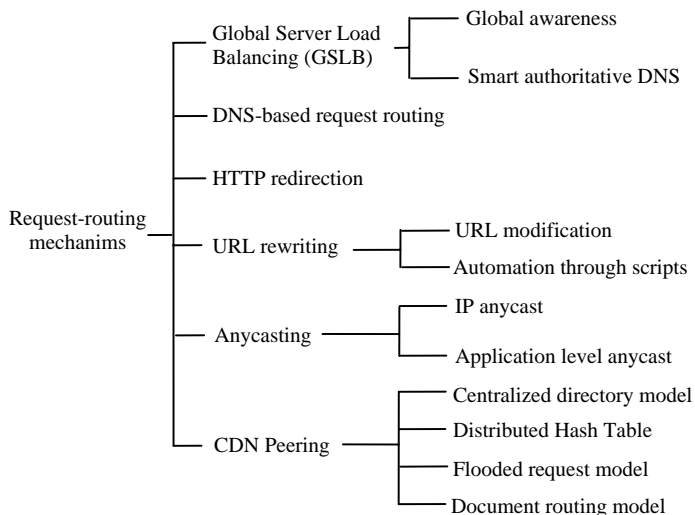 Global Server Load
Balancing (GSLB)
Global awareness
Smart authoritative DNS
DNS-based request routing
HTTP redirection
Request-routing
mechanims
URL rewriting
URL modification
Automation through scripts
Anycasting
IP anycast
Application level anycast
CDN Peering
Centralized directory model
Distributed Hash Table
Flooded request model
Document routing model